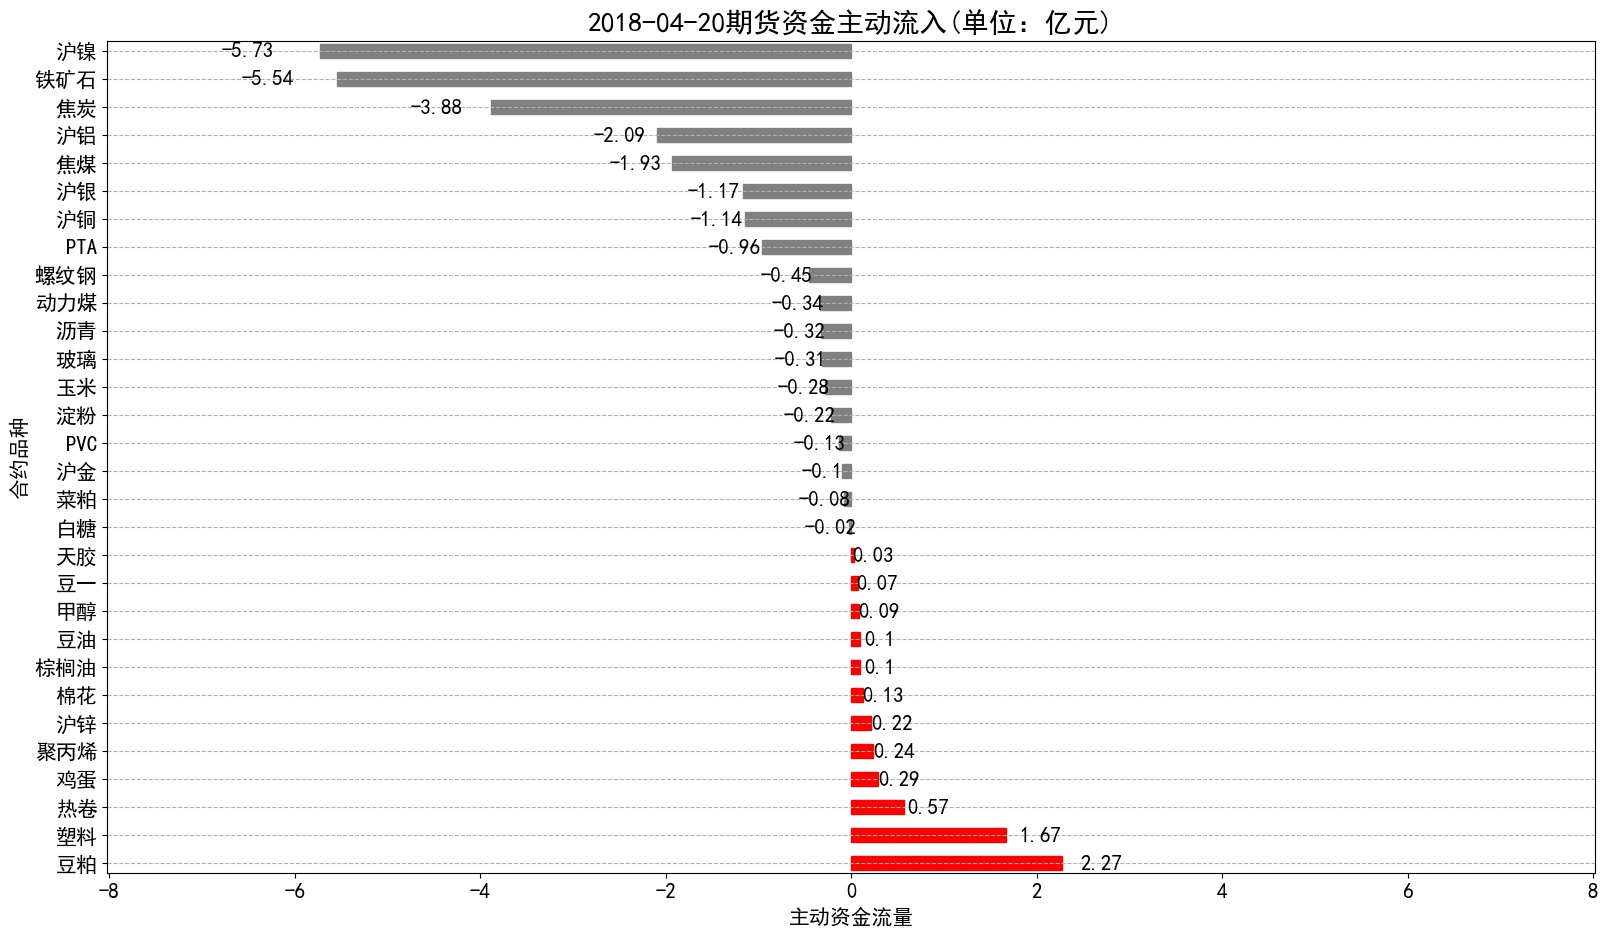 2018-04-20期货资金主动流入(单位：亿元)
沪镍 -5.73
铁矿石 -5.54
焦炭 -3.88
沪铝 -2.09
焦煤 -1.93
沪银 -1.17
沪铜 -1.14
PTA -0.96
螺纹钢 -0.45
动力煤 -0.34
沥青 -0.32
玻璃 -0.31
玉米 -0.28
淀粉 -0.22
PVC -0.13
沪金 -0.1
菜粕 -0.08
白糖 -0.02
天胶 0.03
豆一 0.07
甲醇 0.09
豆油 0.1
棕榈油 0.1
棉花 0.13
沪锌 0.22
聚丙烯 0.24
鸡蛋 0.29
热卷 0.57
塑料 1.67
豆粕 2.27
合约品种
-8 -6 -4 -2 0 2 4 6 8
主动资金流量